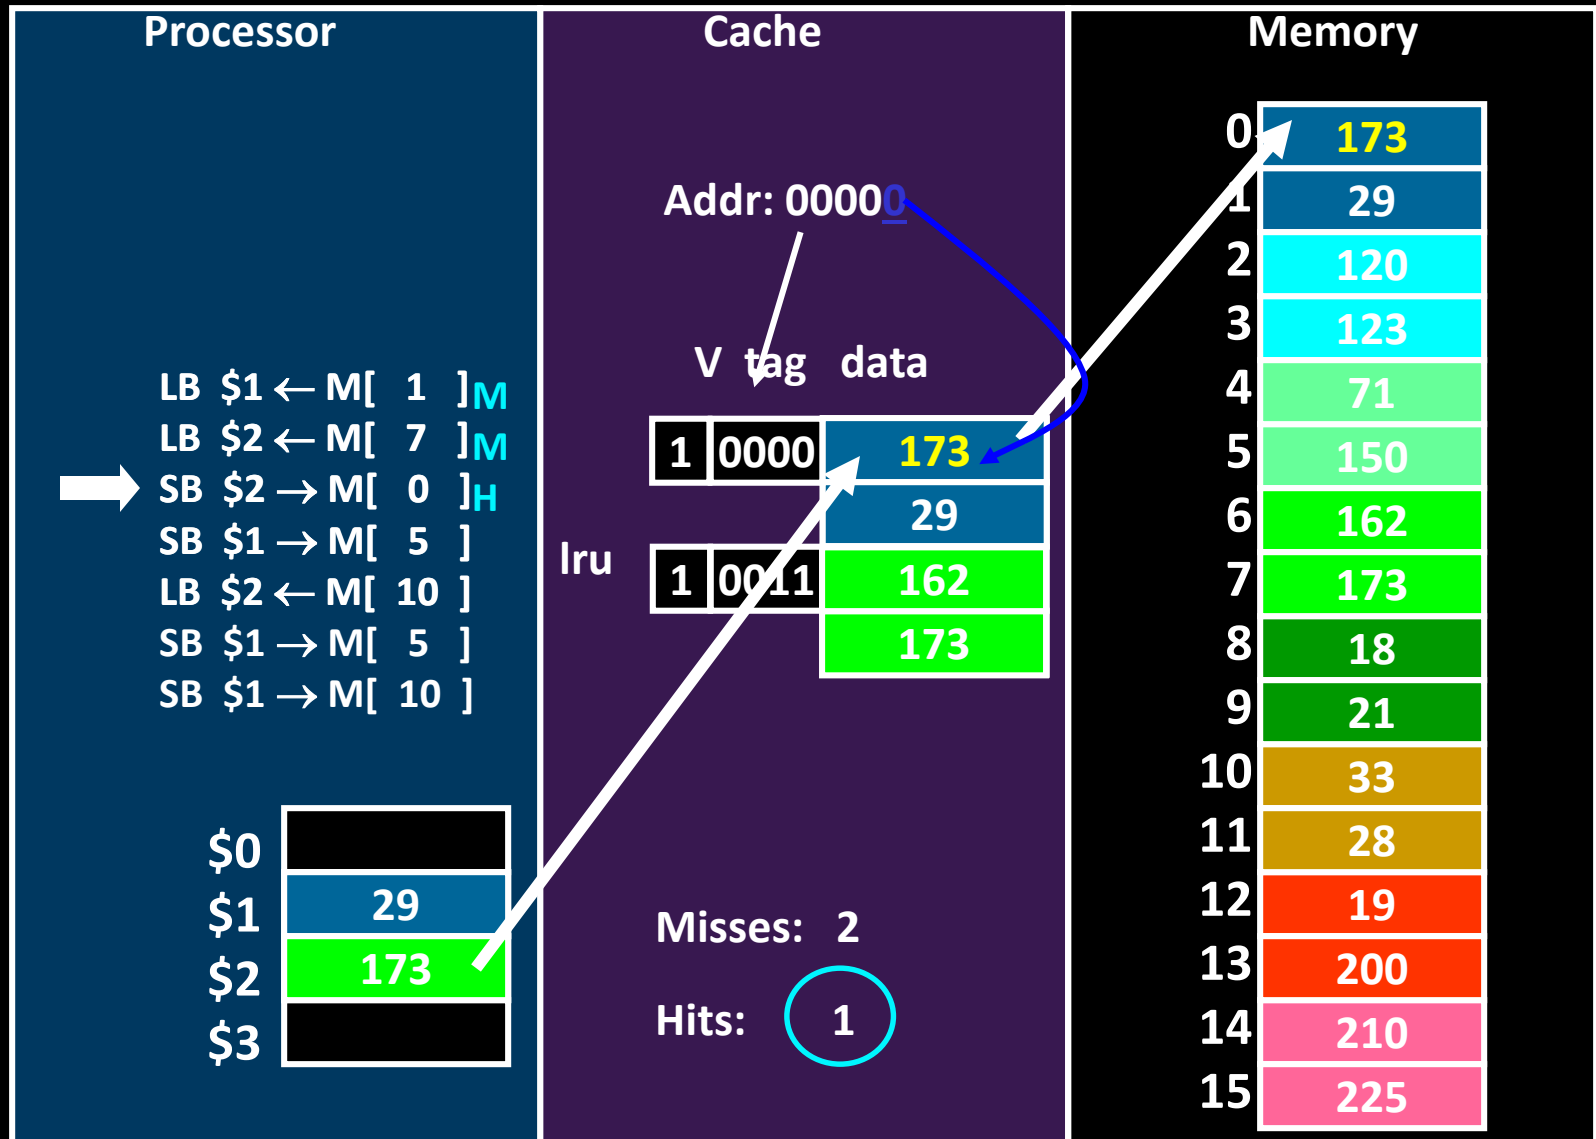 Processor
LB $1 ← M[ 1 ] M
LB $2 ← M[ 7 ] M
SB $2 → M[ 0 ] H
SB $1 → M[ 5 ]
LB $2 ← M[ 10 ]
SB $1 → M[ 5 ]
SB $1 → M[ 10 ]
$0
$1 29
$2 173
$3
Cache
Addr: 00000
V tag data
1 0000 173
29
lru 1 0011 162
173
Misses: 2
Hits: 1
Memory
0 173
1 29
2 120
3 123
4 71
5 150
6 162
7 173
8 18
9 21
10 33
11 28
12 19
13 200
14 210
15 225